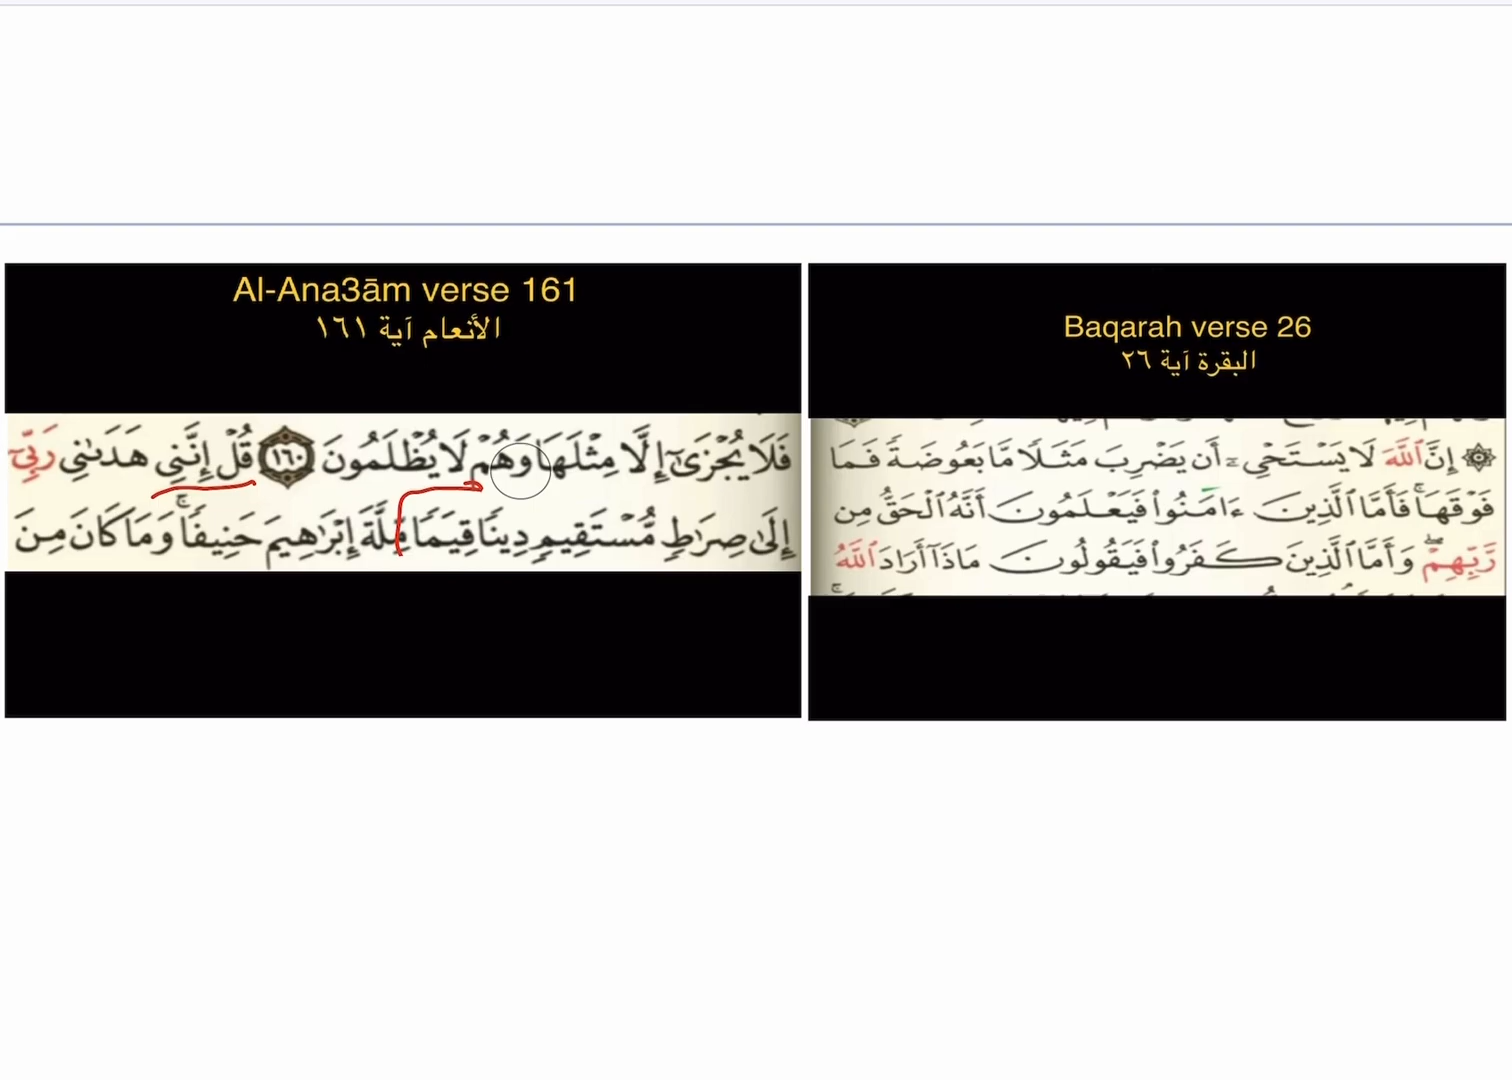 Al-Ana3ām verse 161
الأنعام آية ١٦١
فَلَا يُجْزَىٰٓ إِلَّا مِثْلَهَا وَهُمْ لَا يُظْلَمُونَ ١٦٠ قُلْ إِنَّنِي هَدَىٰنِي رَبِّيٓ
إِلَىٰ صِرَٰطٍ مُّسْتَقِيمٍ دِينًا قِيَمًا مِّلَّةَ إِبْرَٰهِيمَ حَنِيفًا ۚ وَمَا كَانَ مِنَ
Baqarah verse 26
البقرة آية ٢٦
۞ إِنَّ ٱللَّهَ لَا يَسْتَحْيِۦٓ أَن يَضْرِبَ مَثَلًا مَّا بَعُوضَةً فَمَا
فَوْقَهَا ۚ فَأَمَّا ٱلَّذِينَ ءَامَنُوا۟ فَيَعْلَمُونَ أَنَّهُ ٱلْحَقُّ مِن
رَّبِّهِمْ ۖ وَأَمَّا ٱلَّذِينَ كَفَرُوا۟ فَيَقُولُونَ مَاذَآ أَرَادَ ٱللَّهُ